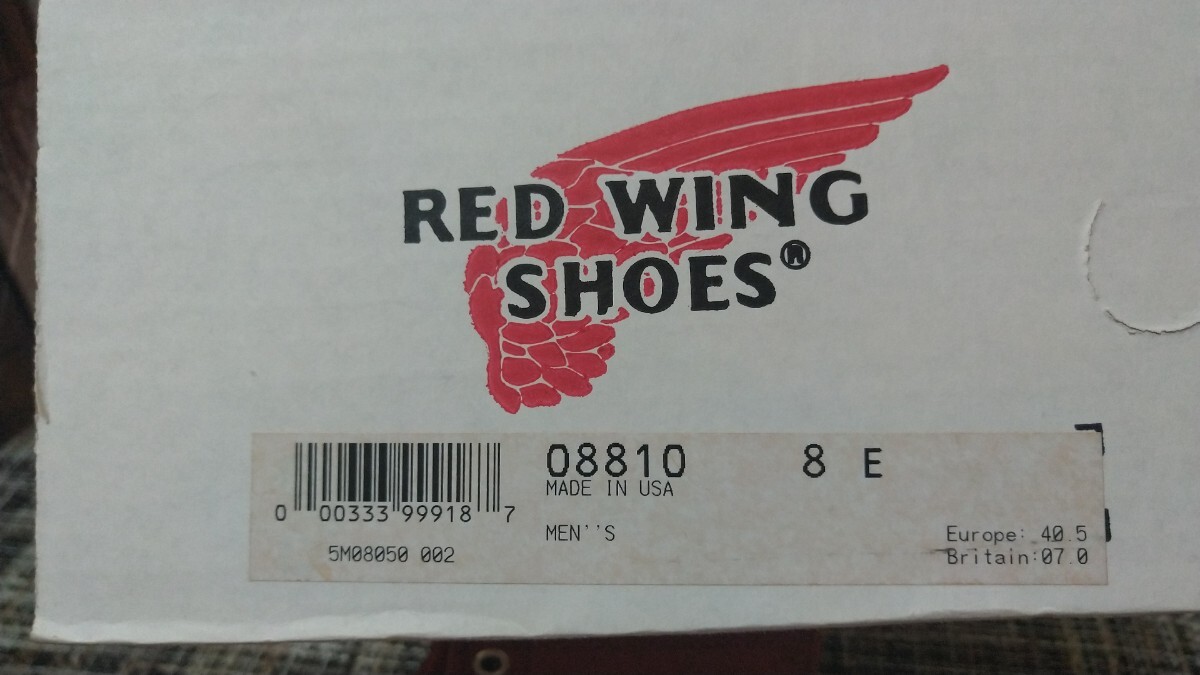 RED WING
SHOES®
08810 8 E
MADE IN USA
0 00333 99918 7
MEN''S
5M08050 002
Europe: 40.5
Britain:07.0